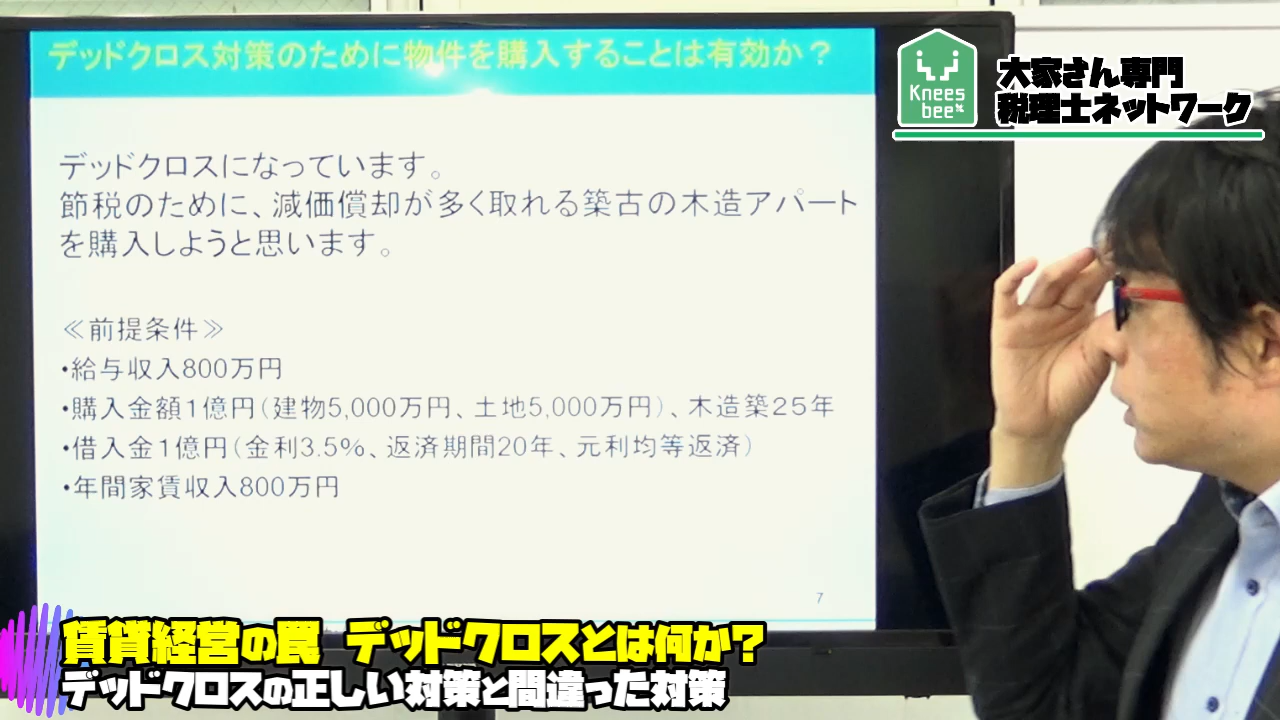 デッドクロス対策のために物件を購入することは有効か？
Knees
bee
大家さん専門
税理士ネットワーク
デッドクロスになっています。
節税のために、減価償却が多く取れる築古の木造アパート
を購入しようと思います。
≪前提条件≫
・給与収入800万円
・購入金額1億円（建物5,000万円、土地5,000万円）、木造築25年
・借入金1億円（金利3.5%、返済期間20年、元利均等返済）
・年間家賃収入800万円
7
賃貸経営の罠 デッドクロスとは何か？
デッドクロスの正しい対策と間違った対策